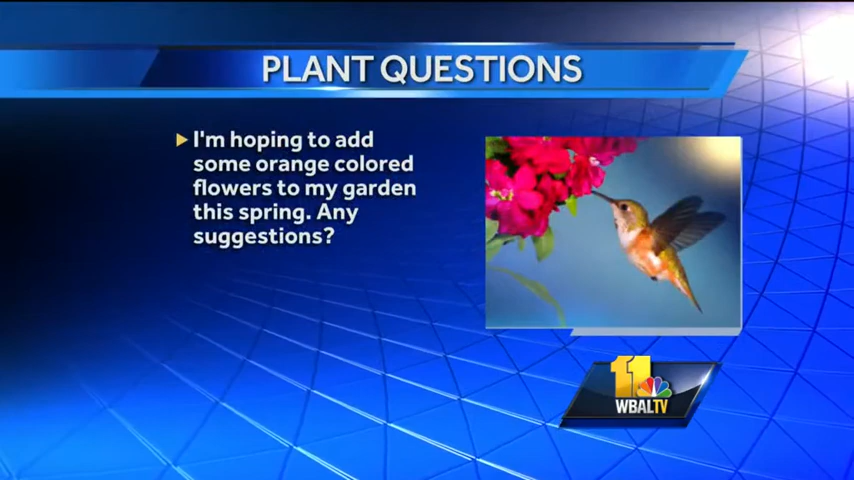 PLANT QUESTIONS
I'm hoping to add
some orange colored
flowers to my garden
this spring. Any
suggestions?
11
WBALTV